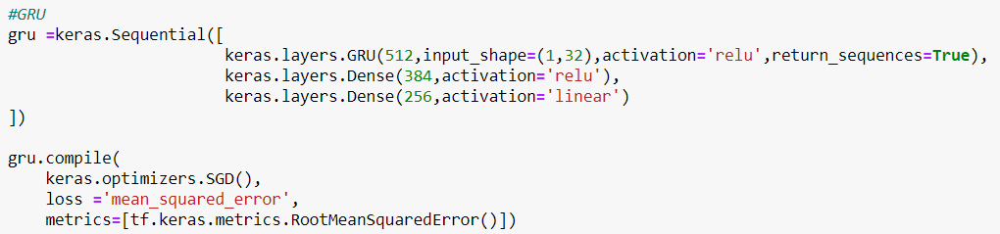 #GRU
gru =keras.Sequential([
keras.layers.GRU(512,input_shape=(1,32),activation='relu',return_sequences=True),
keras.layers.Dense(384,activation='relu'),
keras.layers.Dense(256,activation='linear')
])
gru.compile(
keras.optimizers.SGD(),
loss ='mean_squared_error',
metrics=[tf.keras.metrics.RootMeanSquaredError()])